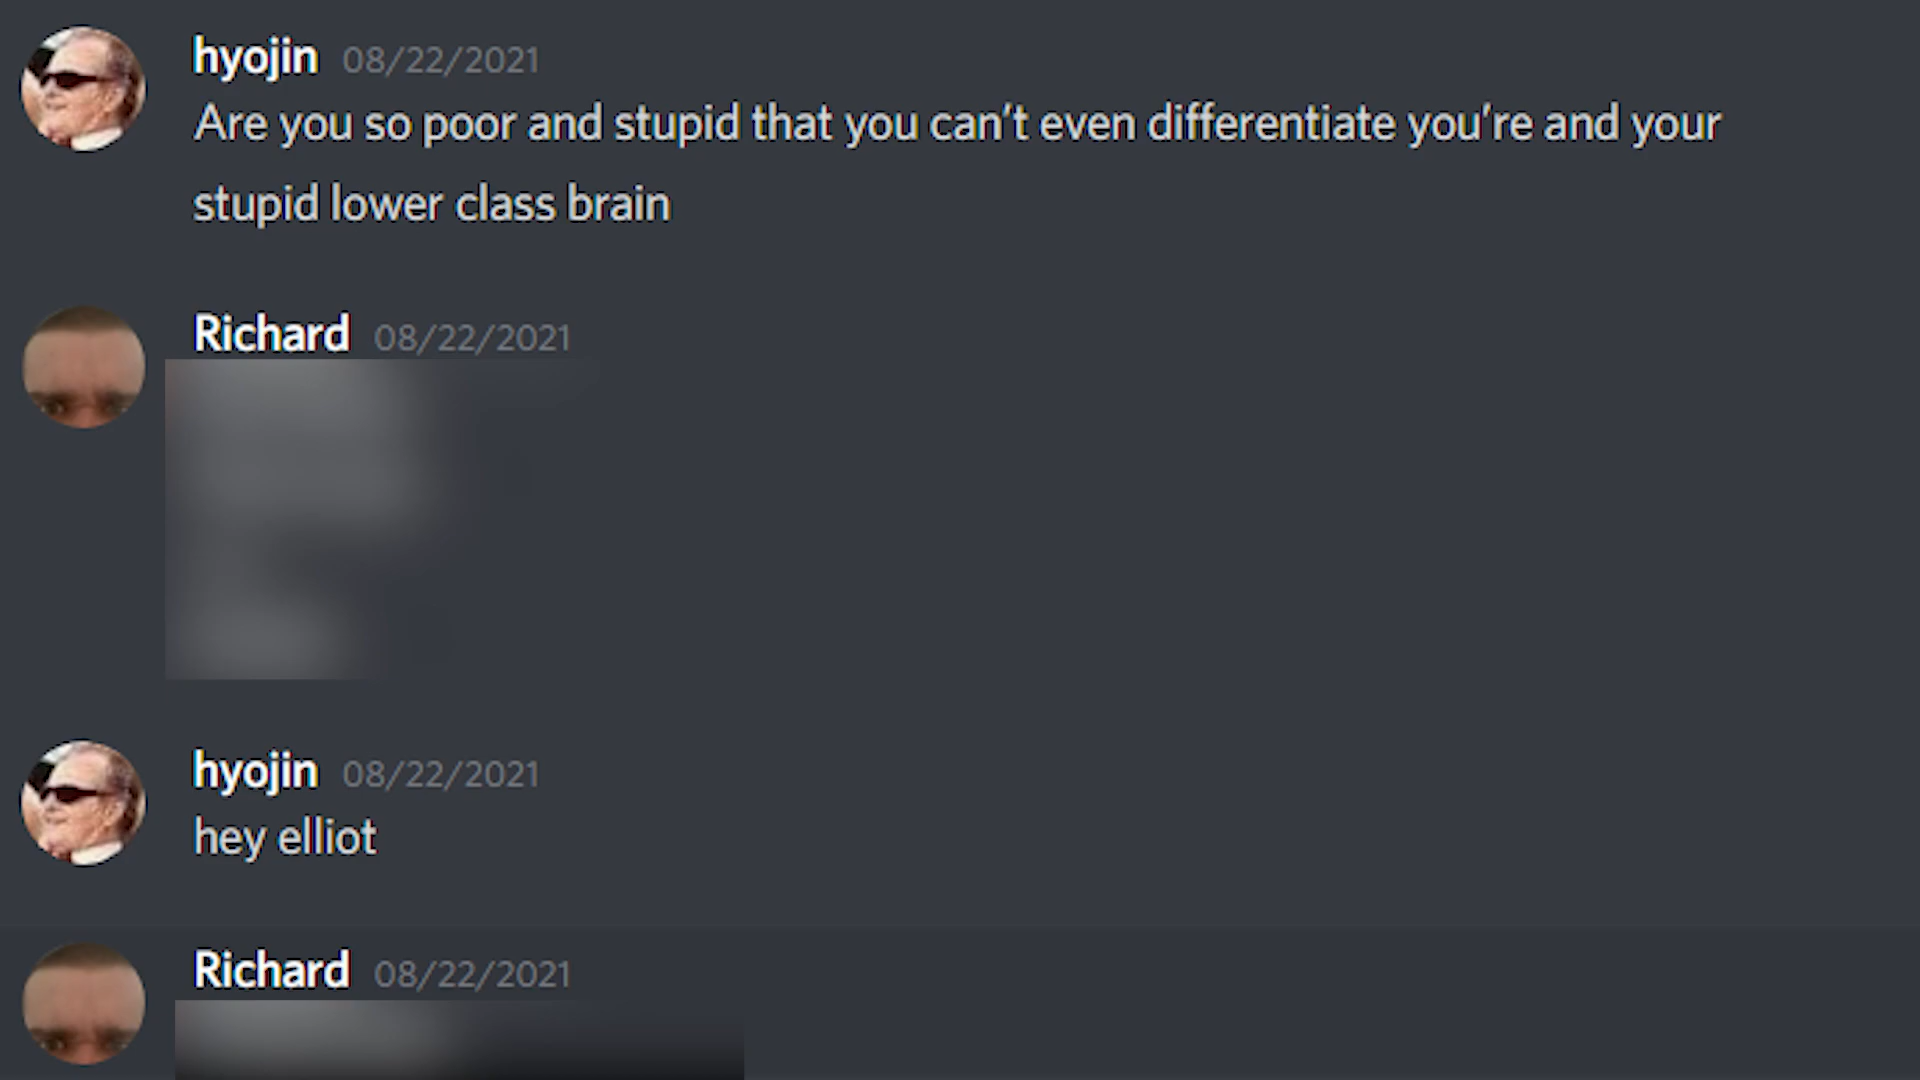 hyojin 08/22/2021
Are you so poor and stupid that you can't even differentiate you're and your
stupid lower class brain
Richard 08/22/2021
hyojin 08/22/2021
hey elliot
Richard 08/22/2021